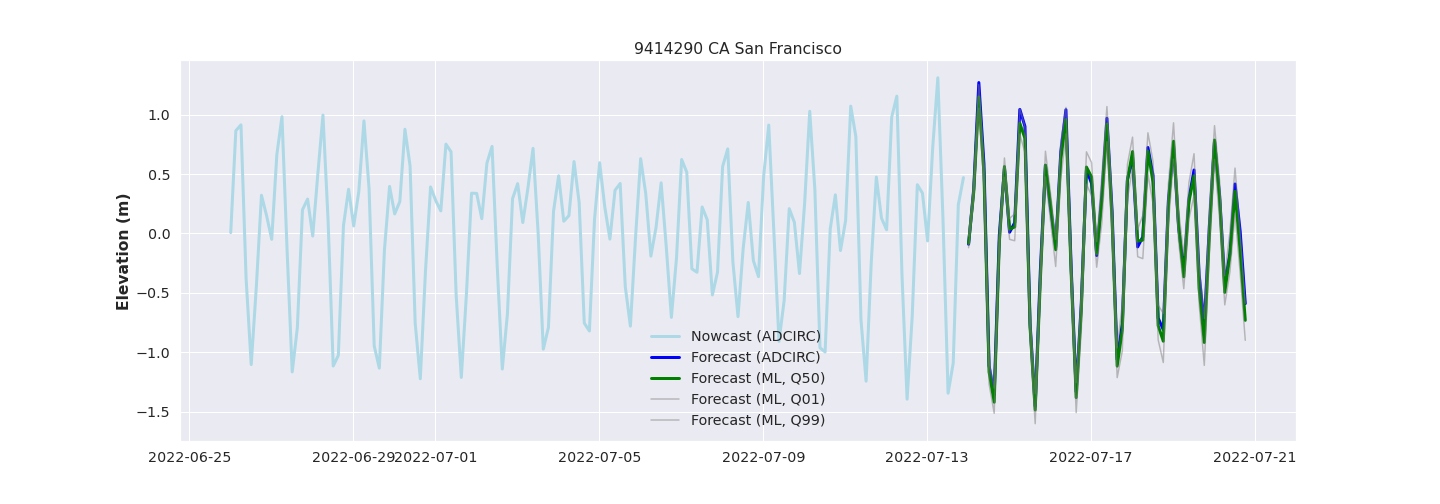 9414290 CA San Francisco
Elevation (m)
1.0
0.5
0.0
−0.5
−1.0
−1.5
Nowcast (ADCIRC)
Forecast (ADCIRC)
Forecast (ML, Q50)
Forecast (ML, Q01)
Forecast (ML, Q99)
2022-06-25 2022-06-29 2022-07-01 2022-07-05 2022-07-09 2022-07-13 2022-07-17 2022-07-21